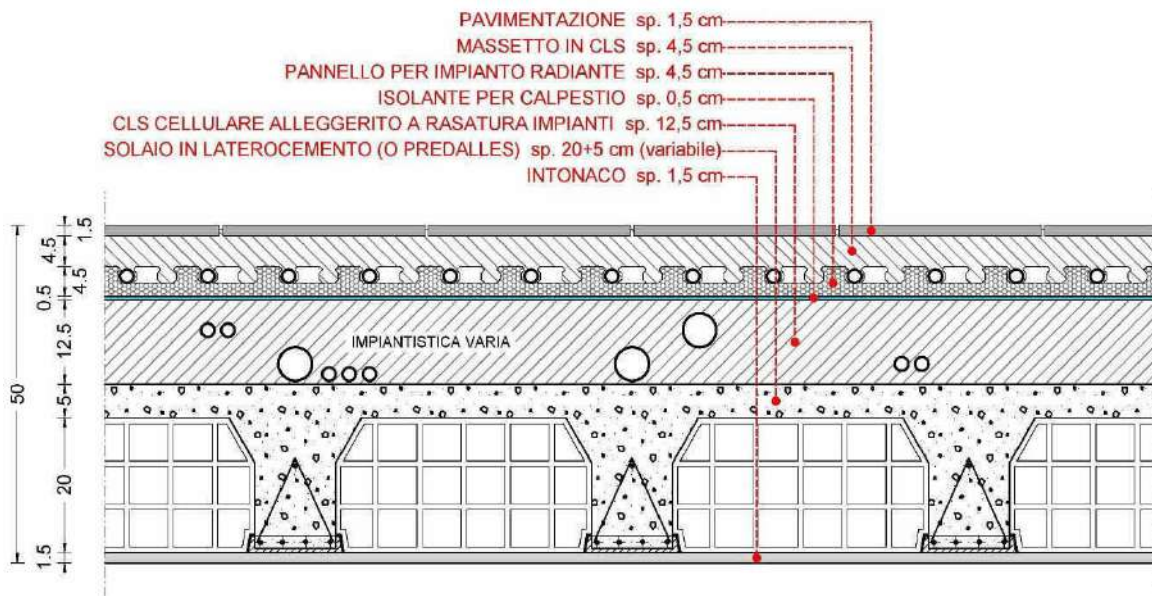 PAVIMENTAZIONE sp. 1,5 cm
MASSETTO IN CLS sp. 4,5 cm
PANNELLO PER IMPIANTO RADIANTE sp. 4,5 cm
ISOLANTE PER CALPESTIO sp. 0,5 cm
CLS CELLULARE ALLEGGERITO A RASATURA IMPIANTI sp. 12,5 cm
SOLAIO IN LATEROCEMENTO (O PREDALLES) sp. 20+5 cm (variabile)
INTONACO sp. 1,5 cm
1.5
4.5
4.5
0.5
12.5
5
20
1.5
50
IMPIANTISTICA VARIA